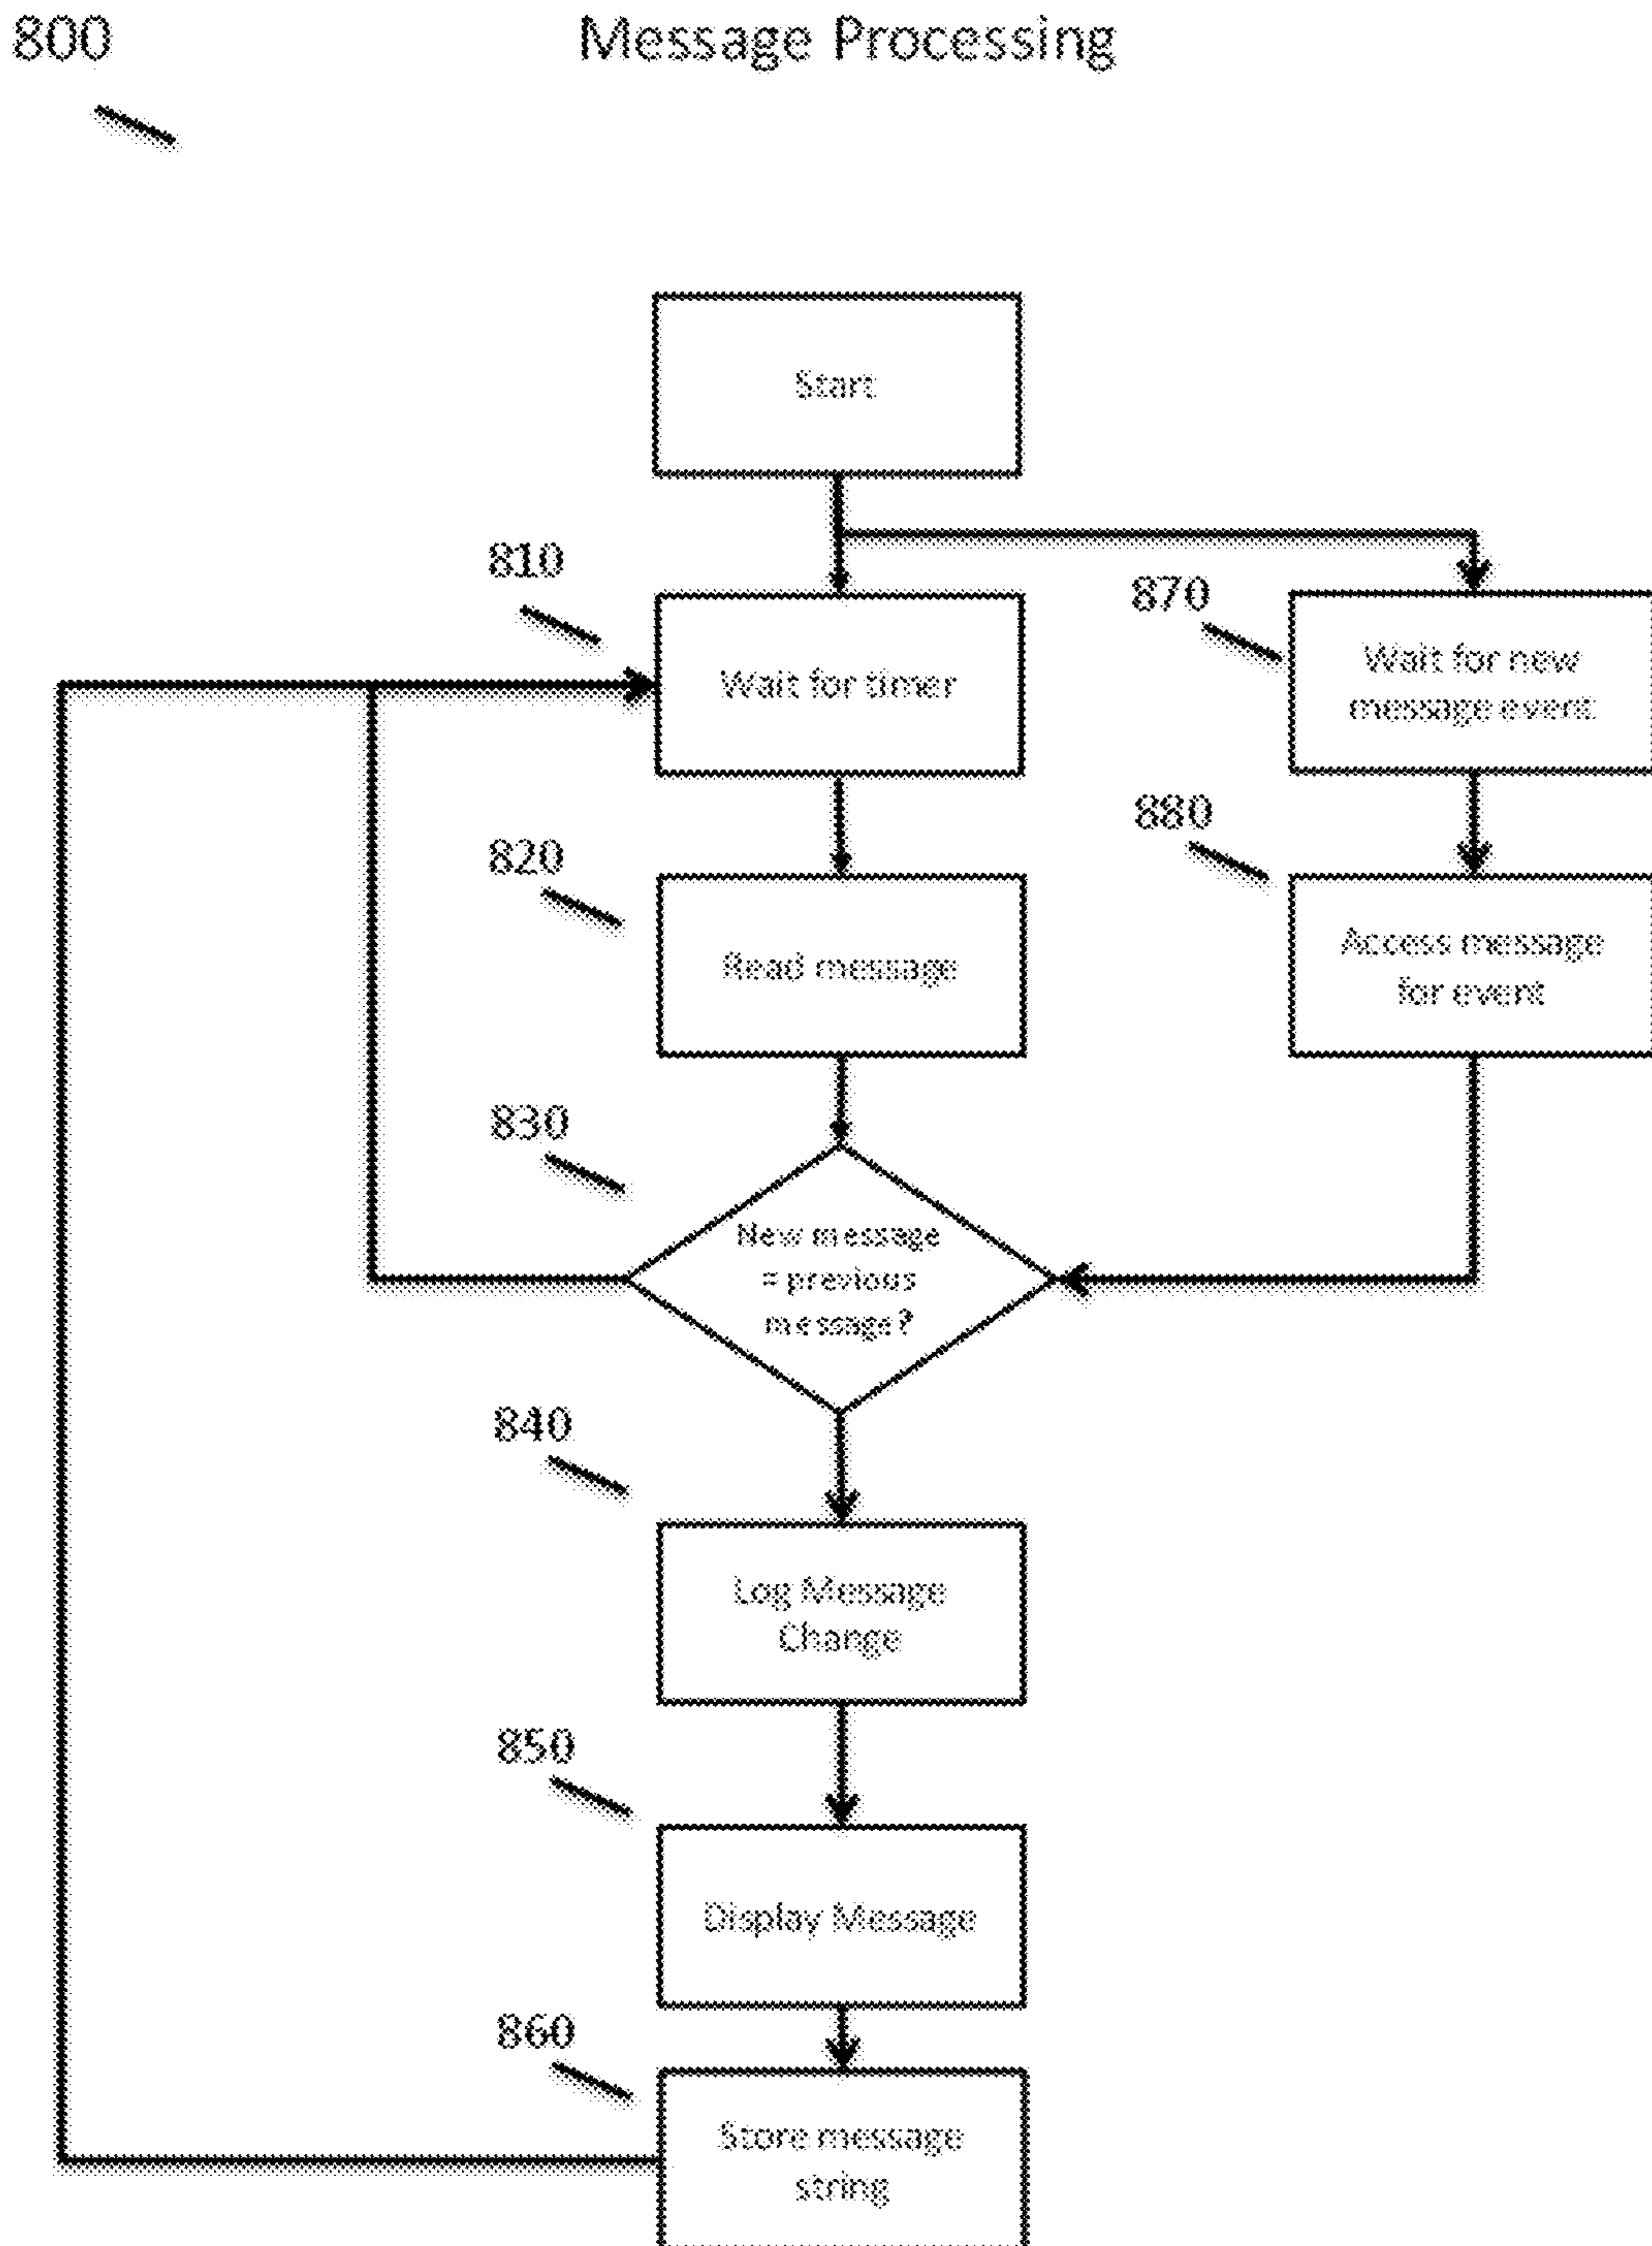 800
Message Processing
Start
810
Wait for timer
870
Wait for new
message event
820
Read message
880
Access message
for event
830
New message
= previous
message?
840
Log Message
Change
850
Display Message
860
Store message
string